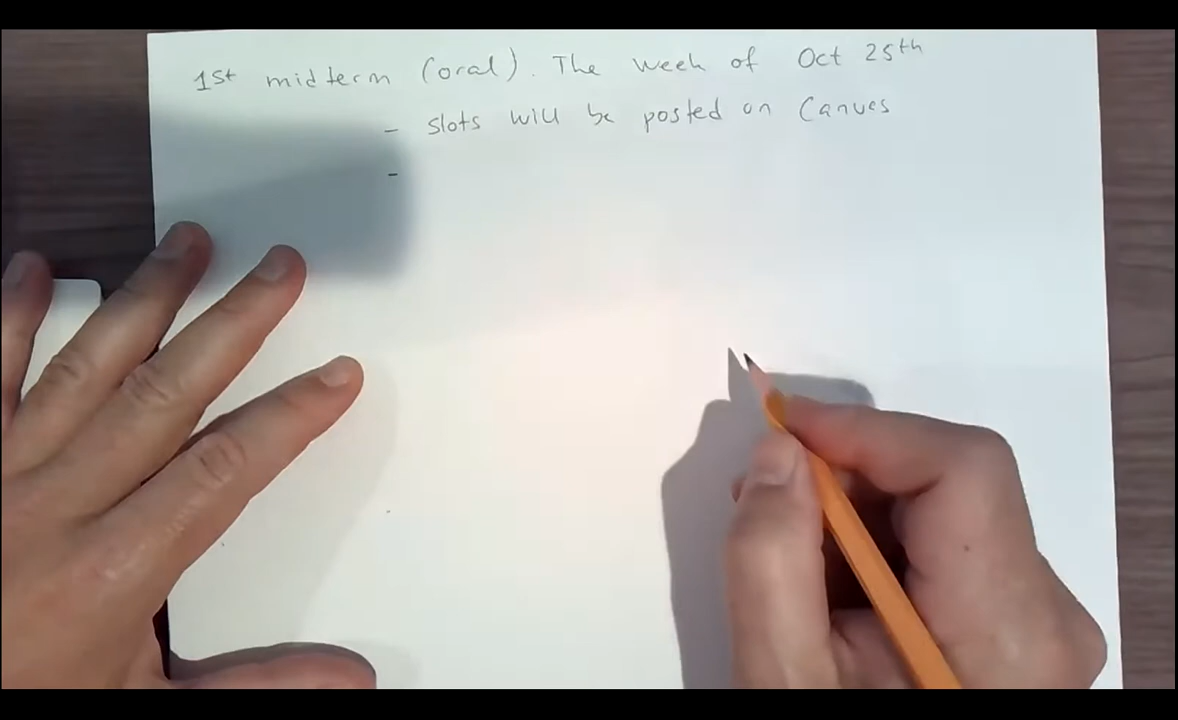 1st midterm (oral). The week of Oct 25th
- slots will be posted on Canvas
-